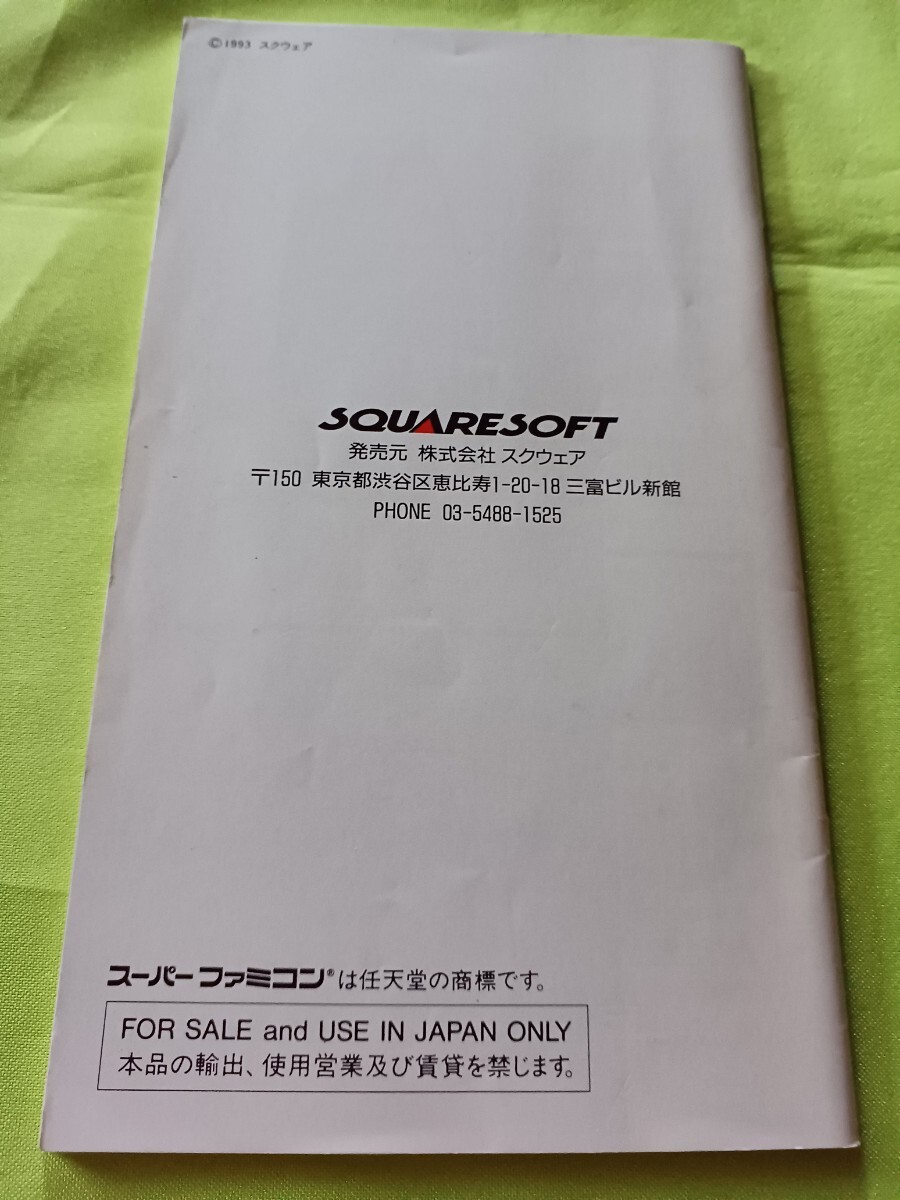 ©1993 スクウェア
SQUARESOFT
発売元 株式会社 スクウェア
〒150 東京都渋谷区恵比寿1-20-18 三富ビル新館
PHONE 03-5488-1525
スーパーファミコン®は任天堂の商標です。
FOR SALE and USE IN JAPAN ONLY
本品の輸出、使用営業及び賃貸を禁じます。